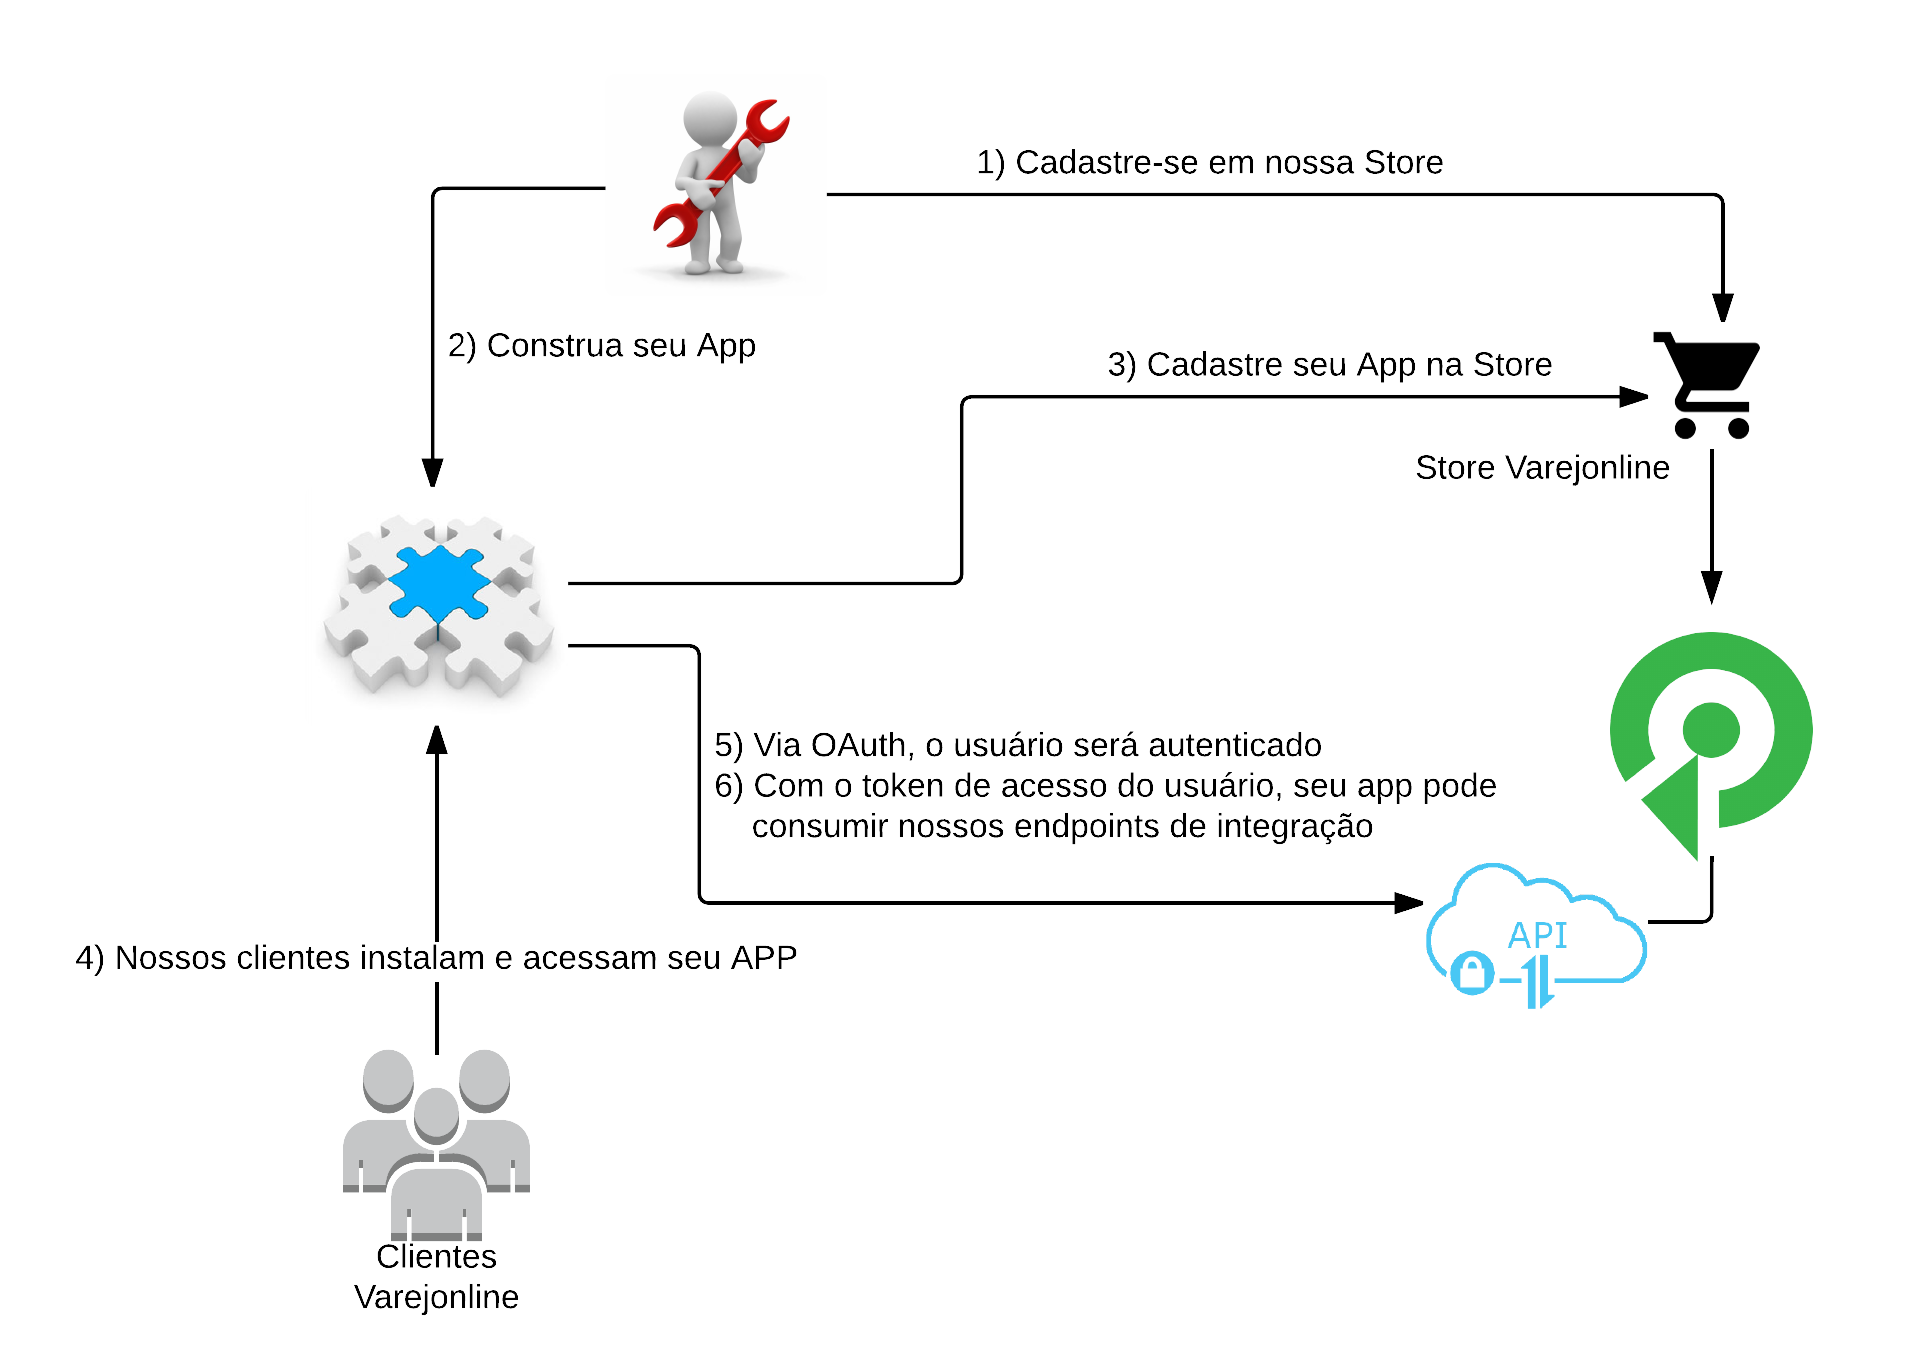 1) Cadastre-se em nossa Store
2) Construa seu App
3) Cadastre seu App na Store
Store Varejonline
5) Via OAuth, o usuário será autenticado
6) Com o token de acesso do usuário, seu app pode
consumir nossos endpoints de integração
API
4) Nossos clientes instalam e acessam seu APP
Clientes
Varejonline